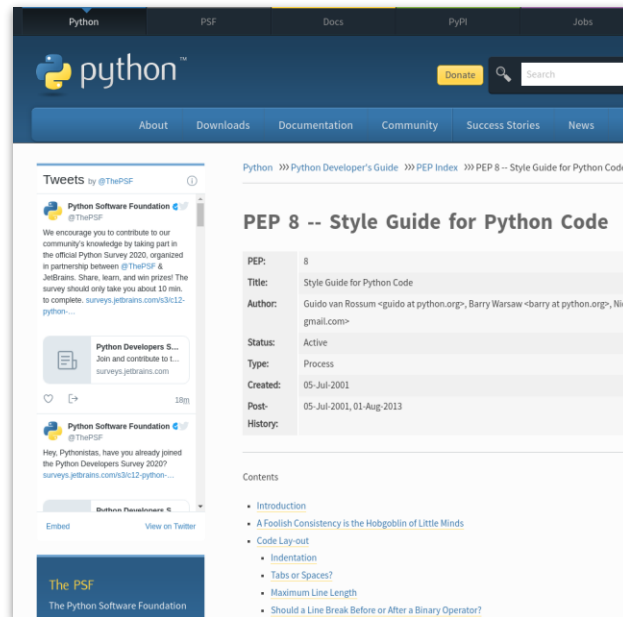 Python
PSF
Docs
PyPI
Jobs
python™
Donate
Search
About
Downloads
Documentation
Community
Success Stories
News
Tweets by @ThePSF
Python Software Foundation
@ThePSF
We encourage you to contribute to our
community's knowledge by taking part in
the official Python Survey 2020, organized
in partnership between @ThePSF &
JetBrains. Share, learn, and win prizes! The
survey should only take you about 10 min.
to complete. surveys.jetbrains.com/s3/c12-
python-…
Python Developers S...
Join and contribute to t...
surveys.jetbrains.com
18m
Python Software Foundation
@ThePSF
Hey, Pythonistas, have you already joined
the Python Developers Survey 2020?
surveys.jetbrains.com/s3/c12-python-…
Python Developers S...
Embed
View on Twitter
The PSF
The Python Software Foundation
Python >>> Python Developer's Guide >>> PEP Index >>> PEP 8 -- Style Guide for Python Code
PEP 8 -- Style Guide for Python Code
PEP: 8
Title: Style Guide for Python Code
Author: Guido van Rossum <guido at python.org>, Barry Warsaw <barry at python.org>,
gmail.com>
Status: Active
Type: Process
Created: 05-Jul-2001
Post-
History: 05-Jul-2001, 01-Aug-2013
Contents
Introduction
A Foolish Consistency is the Hobgoblin of Little Minds
Code Lay-out
Indentation
Tabs or Spaces?
Maximum Line Length
Should a Line Break Before or After a Binary Operator?